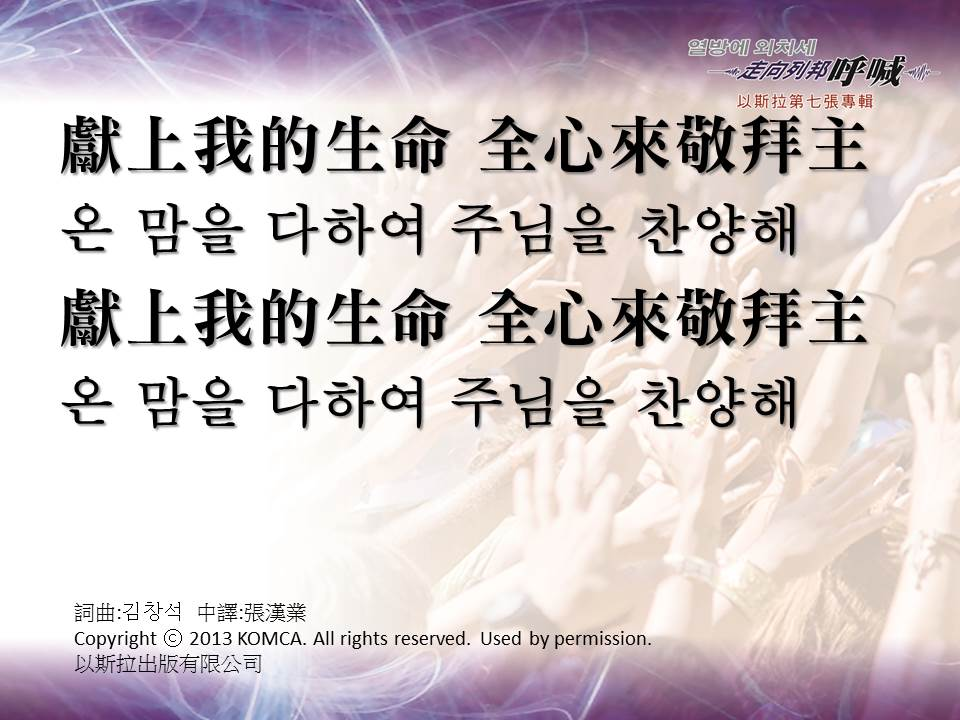 열방에 외치세
走向列邦呼喊
以斯拉第七張專輯
獻上我的生命 全心來敬拜主
온 맘을 다하여 주님을 찬양해
獻上我的生命 全心來敬拜主
온 맘을 다하여 주님을 찬양해
詞曲:김창석 中譯:張漢業
Copyright ⓒ 2013 KOMCA. All rights reserved. Used by permission.
以斯拉出版有限公司